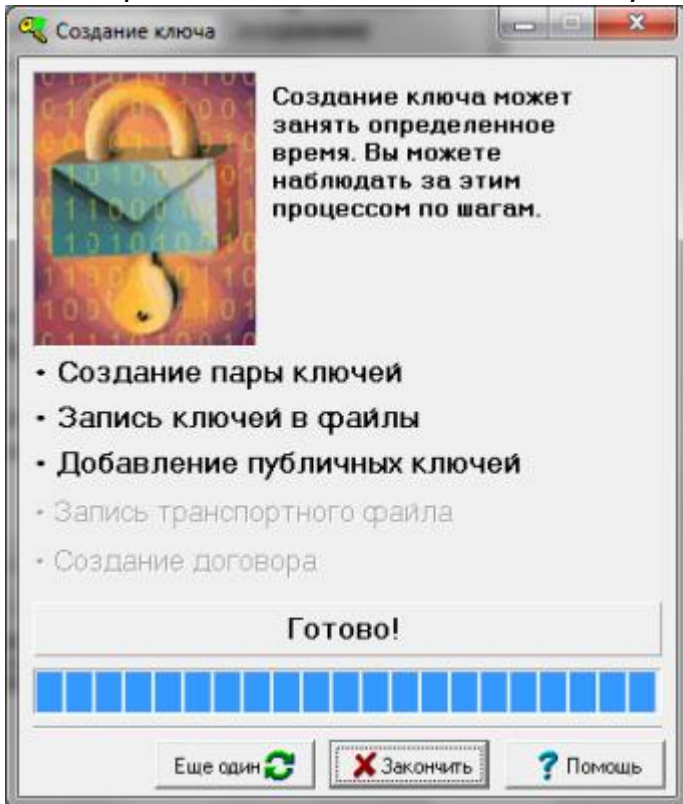 Создание ключа
Создание ключа может
занять определенное
время. Вы можете
наблюдать за этим
процессом по шагам.
• Создание пары ключей
• Запись ключей в файлы
• Добавление публичных ключей
• Запись транспортного файла
• Создание договора
Готово!
Еще один
Закончить
? Помощь